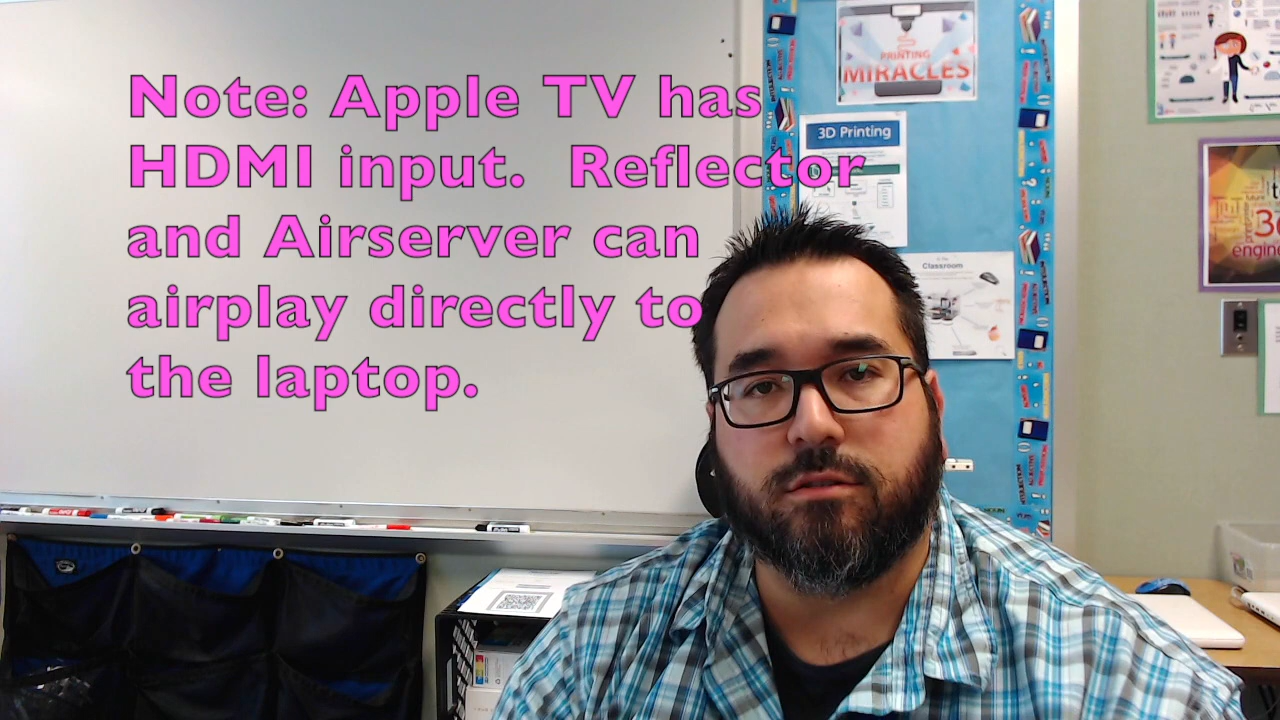 Note: Apple TV has
HDMI input.  Reflector
and Airserver can
airplay directly to
the laptop.
PRINTING
MIRACLES
3D Printing
Classroom